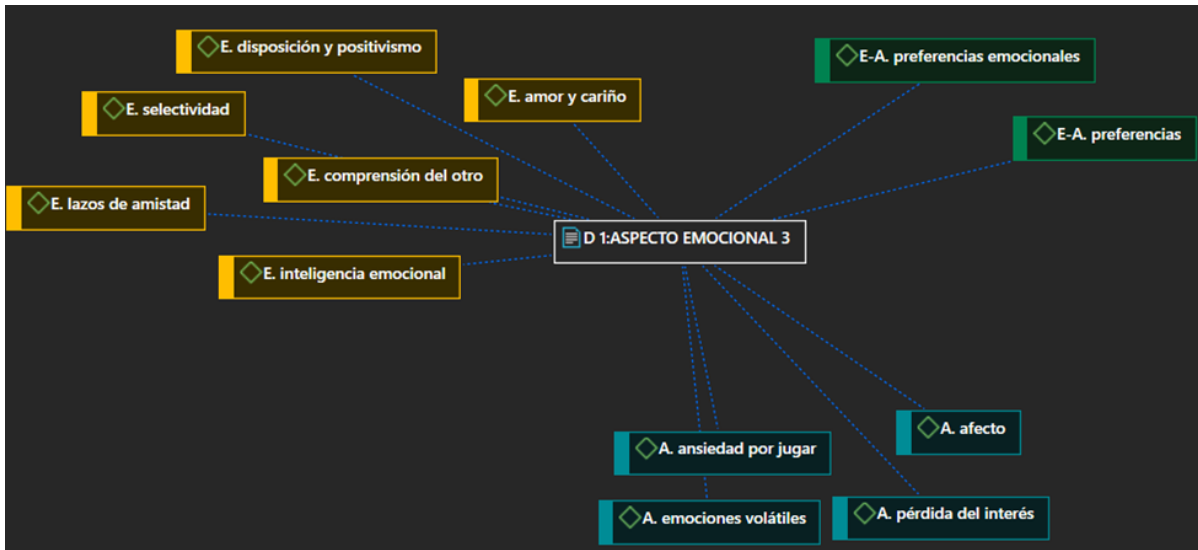 E. disposición y positivismo
E-A. preferencias emocionales
E. amor y cariño
E. selectividad
E-A. preferencias
E. comprensión del otro
E. lazos de amistad
D 1:ASPECTO EMOCIONAL 3
E. inteligencia emocional
A. afecto
A. ansiedad por jugar
A. emociones volátiles
A. pérdida del interés